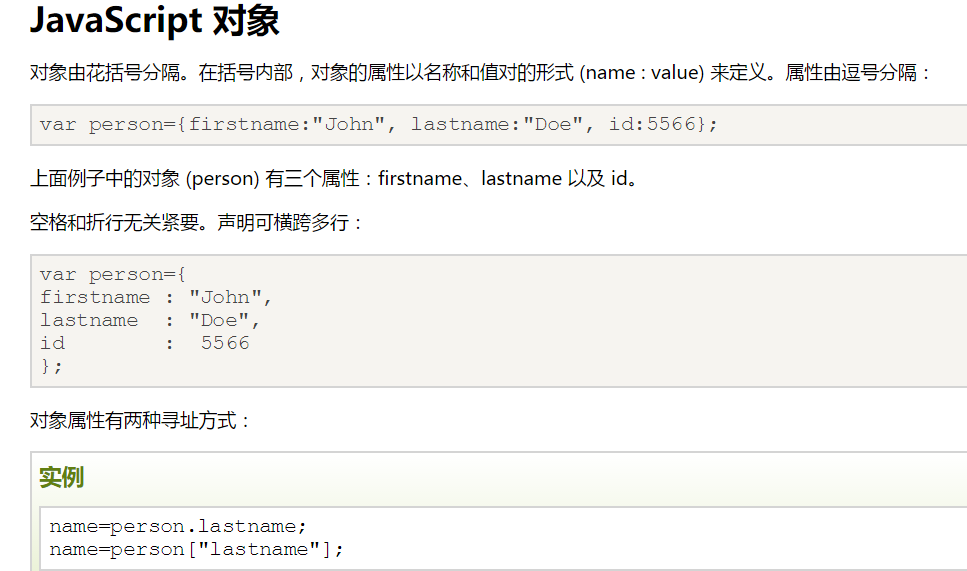 JavaScript 对象
对象由花括号分隔。在括号内部，对象的属性以名称和值对的形式 (name : value) 来定义。属性由逗号分隔：
var person={firstname:"John", lastname:"Doe", id:5566};
上面例子中的对象 (person) 有三个属性：firstname、lastname 以及 id。
空格和折行无关紧要。声明可横跨多行：
var person={
firstname : "John",
lastname  : "Doe",
id        :  5566
};
对象属性有两种寻址方式：
实例
name=person.lastname;
name=person["lastname"];